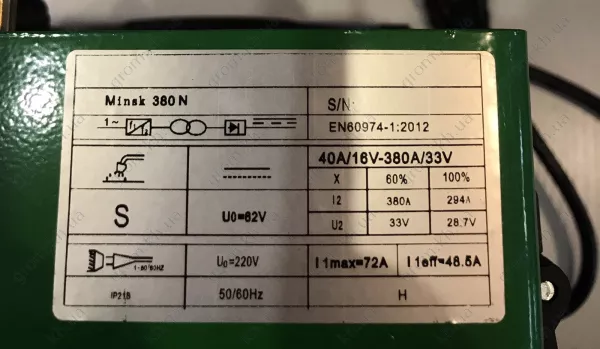 Minsk 380N
S/N:
1~
EN60974-1:2012
40A/16V-380A/33V
X 60% 100%
I2 380A 294A
U2 33V 28.7V
S
U0=62V
1~50/60HZ
U₀=220V
I1max=72A
I1eff=48.5A
IP21S
50/60Hz
H